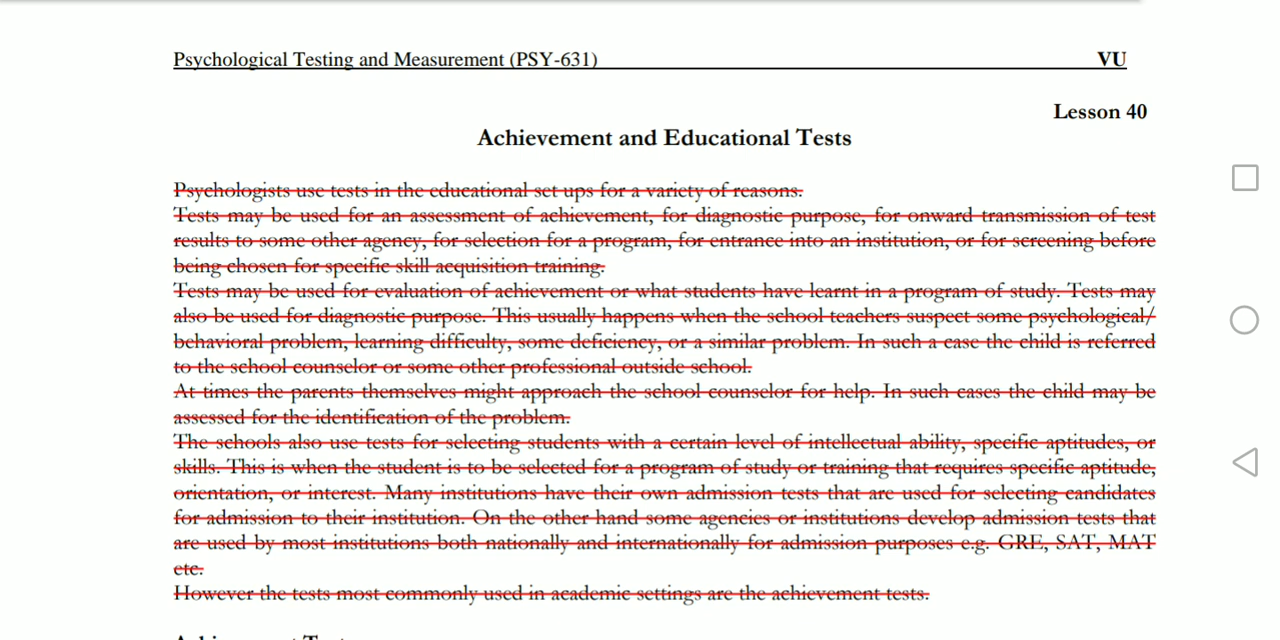 Psychological Testing and Measurement (PSY-631) VU
Lesson 40
Achievement and Educational Tests
Psychologists use tests in the educational set ups for a variety of reasons.
Tests may be used for an assessment of achievement, for diagnostic purpose, for onward transmission of test
results to some other agency, for selection for a program, for entrance into an institution, or for screening before
being chosen for specific skill acquisition training.
Tests may be used for evaluation of achievement or what students have learnt in a program of study. Tests may
also be used for diagnostic purpose. This usually happens when the school teachers suspect some psychological/
behavioral problem, learning difficulty, some deficiency, or a similar problem. In such a case the child is referred
to the school counselor or some other professional outside school.
At times the parents themselves might approach the school counselor for help. In such cases the child may be
assessed for the identification of the problem.
The schools also use tests for selecting students with a certain level of intellectual ability, specific aptitudes, or
skills. This is when the student is to be selected for a program of study or training that requires specific aptitude,
orientation, or interest. Many institutions have their own admission tests that are used for selecting candidates
for admission to their institution. On the other hand some agencies or institutions develop admission tests that
are used by most institutions both nationally and internationally for admission purposes e.g. GRE, SAT, MAT
etc.
However the tests most commonly used in academic settings are the achievement tests.